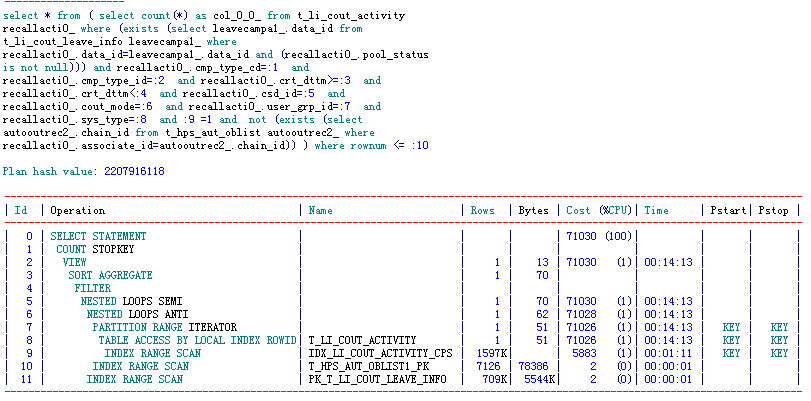 select * from ( select count(*) as col_0_0_ from t_li_cout_activity
recallacti0_ where (exists (select leavecampa1_.data_id from
t_li_cout_leave_info leavecampa1_ where
recallacti0_.data_id=leavecampa1_.data_id and (recallacti0_.pool_status
is not null))) and recallacti0_.cmp_type_cd=:1  and
recallacti0_.cmp_type_id=:2  and recallacti0_.crt_dttm>=:3  and
recallacti0_.crt_dttm<:4  and recallacti0_.csd_id=:5  and
recallacti0_.cout_mode=:6  and recallacti0_.user_grp_id=:7  and
recallacti0_.sys_type=:8  and :9 =1 and  not (exists (select
autooutrec2_.chain_id from t_hps_aut_oblist autooutrec2_ where
recallacti0_.associate_id=autooutrec2_.chain_id)) ) where rownum <= :10
Plan hash value: 2207916118
| Id | Operation | Name | Rows | Bytes | Cost (%CPU)| Time | Pstart| Pstop |
| 0 | SELECT STATEMENT | | | | 71030 (100)| | | |
| 1 | COUNT STOPKEY | | | | | | | |
| 2 | VIEW | | 1 | 13 | 71030 (1)| 00:14:13 | | |
| 3 | SORT AGGREGATE | | 1 | 70 | | | | |
| 4 | FILTER | | | | | | | |
| 5 | NESTED LOOPS SEMI | | 1 | 70 | 71030 (1)| 00:14:13 | | |
| 6 | NESTED LOOPS ANTI | | 1 | 62 | 71028 (1)| 00:14:13 | | |
| 7 | PARTITION RANGE ITERATOR | | 1 | 51 | 71026 (1)| 00:14:13 | KEY | KEY |
| 8 | TABLE ACCESS BY LOCAL INDEX ROWID| T_LI_COUT_ACTIVITY | 1 | 51 | 71026 (1)| 00:14:13 | KEY | KEY |
| 9 | INDEX RANGE SCAN | IDX_LI_COUT_ACTIVITY_CPS | 1597K| | 5883 (1)| 00:01:11 | KEY | KEY |
| 10 | INDEX RANGE SCAN | T_HPS_AUT_OBLIST1_PK | 7126 | 78386 | 2 (0)| 00:00:01 | | |
| 11 | INDEX RANGE SCAN | PK_T_LI_COUT_LEAVE_INFO | 709K| 5544K| 2 (0)| 00:00:01 | | |